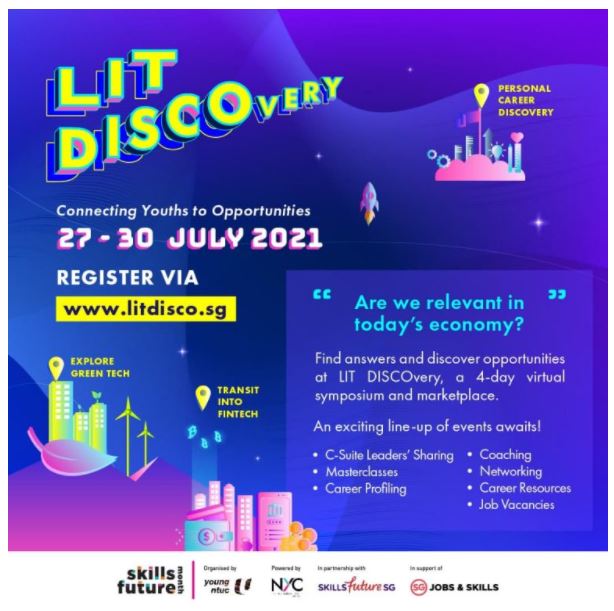 LIT
DISCOVERY
PERSONAL
CAREER
DISCOVERY
Connecting Youths to Opportunities
27 - 30 JULY 2021
REGISTER VIA
www.litdisco.sg
EXPLORE
GREEN TECH
TRANSIT
INTO
FINTECH
“ Are we relevant in ”
today's economy?
Find answers and discover opportunities
at LIT DISCOvery, a 4-day virtual
symposium and marketplace.
An exciting line-up of events awaits!
• C-Suite Leaders' Sharing
• Masterclasses
• Career Profiling
• Coaching
• Networking
• Career Resources
• Job Vacancies
skills
future
month
Organised by
young
ntuc
Powered by
NYC
In partnership with
SKILLS future SG
In support of
SG JOBS & SKILLS